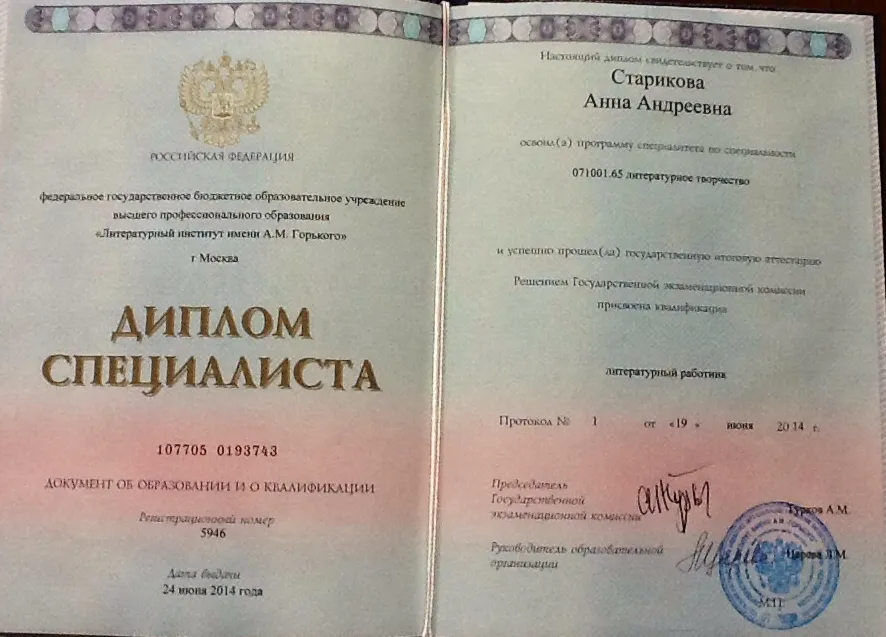 РОССИЙСКАЯ ФЕДЕРАЦИЯ
федеральное государственное бюджетное образовательное учреждение
высшего профессионального образования
«Литературный институт имени А.М. Горького»
г Москва
ДИПЛОМ
СПЕЦИАЛИСТА
107705 0193743
ДОКУМЕНТ ОБ ОБРАЗОВАНИИ И О КВАЛИФИКАЦИИ
Регистрационный номер
5946
Дата выдачи
24 июня 2014 года
Настоящий диплом свидетельствует о том, что
Старикова
Анна Андреевна
освоил(а) программу специалитета по специальности
071001.65 литературное творчество
и успешно прошел(ла) государственную итоговую аттестацию
Решением Государственной экзаменационной комиссии
присвоена квалификация
литературный работник
Протокол № 1 от «19 » июня 2014 г.
Председатель
Государственной
экзаменационной комиссии
Турков А.М.
Руководитель образовательной
организации
Царева Л.М.
М.П.